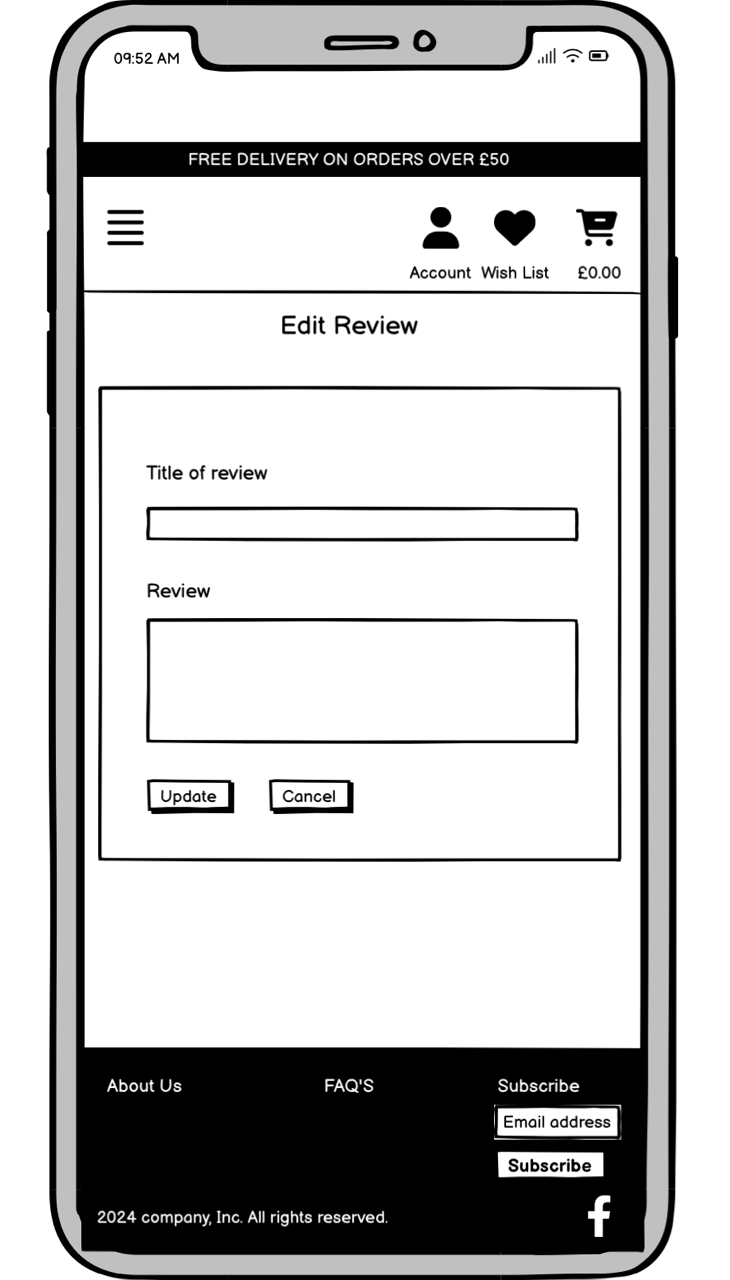 09:52 AM
FREE DELIVERY ON ORDERS OVER £50
Account Wish List £0.00
Edit Review
Title of review
Review
Update Cancel
About Us FAQ'S Subscribe
Email address
Subscribe
2024 company, Inc. All rights reserved.